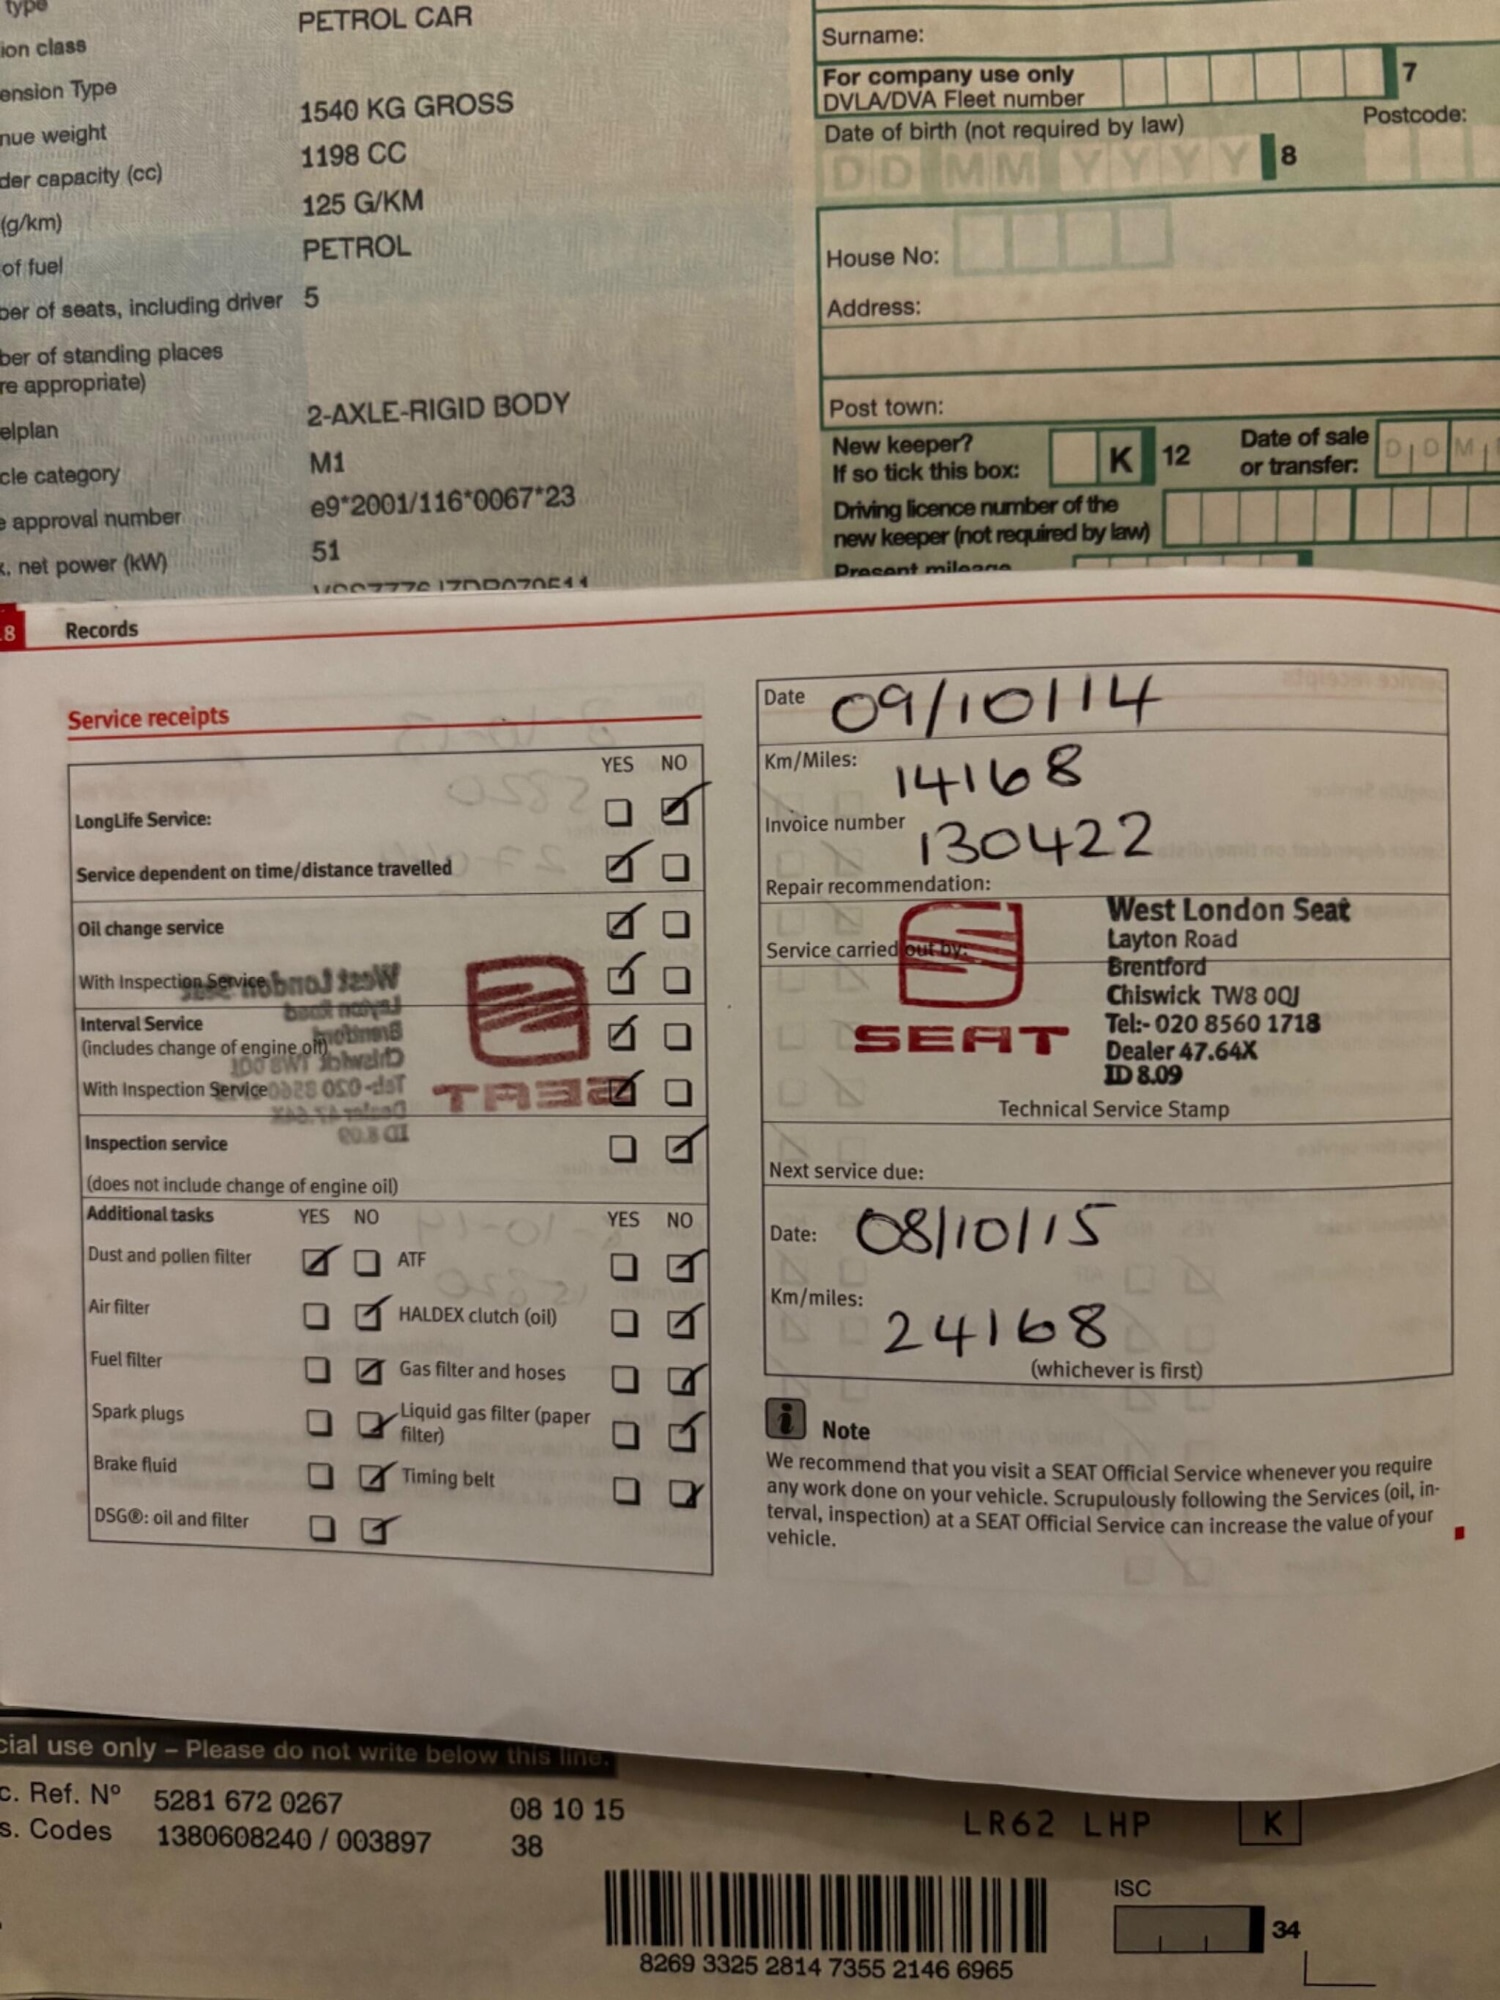 type PETROL CAR
ion class
ension Type
nue weight 1540 KG GROSS
der capacity (cc) 1198 CC
(g/km) 125 G/KM
of fuel PETROL
ber of seats, including driver 5
ber of standing places
re appropriate)
elplan 2-AXLE-RIGID BODY
cle category M1
e approval number e9*2001/116*0067*23
x. net power (kW) 51
Surname:
For company use only 7
DVLA/DVA Fleet number
Date of birth (not required by law) Postcode:
DD MM YYYY 8
House No:
Address:
Post town:
New keeper?
If so tick this box: K 12
Date of sale
or transfer: D D M
Driving licence number of the
new keeper (not required by law)
Present mileage
8 Records
Service receipts
YES NO
LongLife Service:
Service dependent on time/distance travelled
Oil change service
With Inspection Service
Interval Service
(includes change of engine oil)
With Inspection Service
Inspection service
(does not include change of engine oil)
Additional tasks YES NO YES NO
Dust and pollen filter ATF
Air filter HALDEX clutch (oil)
Fuel filter Gas filter and hoses
Spark plugs Liquid gas filter (paper
filter)
Brake fluid Timing belt
DSG®: oil and filter
Date 09/10/14
Km/Miles: 14168
Invoice number 130422
Repair recommendation:
Service carried out by:
SEAT
West London Seat
Layton Road
Brentford
Chiswick TW8 0QJ
Tel:- 020 8560 1718
Dealer 47.64X
ID 8.09
Technical Service Stamp
Next service due:
Date: 08/10/15
Km/miles: 24168
(whichever is first)
i Note
We recommend that you visit a SEAT Official Service whenever you require
any work done on your vehicle. Scrupulously following the Services (oil, in-
terval, inspection) at a SEAT Official Service can increase the value of your
vehicle.
cial use only – Please do not write below this line.
c. Ref. Nº 5281 672 0267 08 10 15
s. Codes 1380608240 / 003897 38
LR62 LHP K
ISC
34
8269 3325 2814 7355 2146 6965